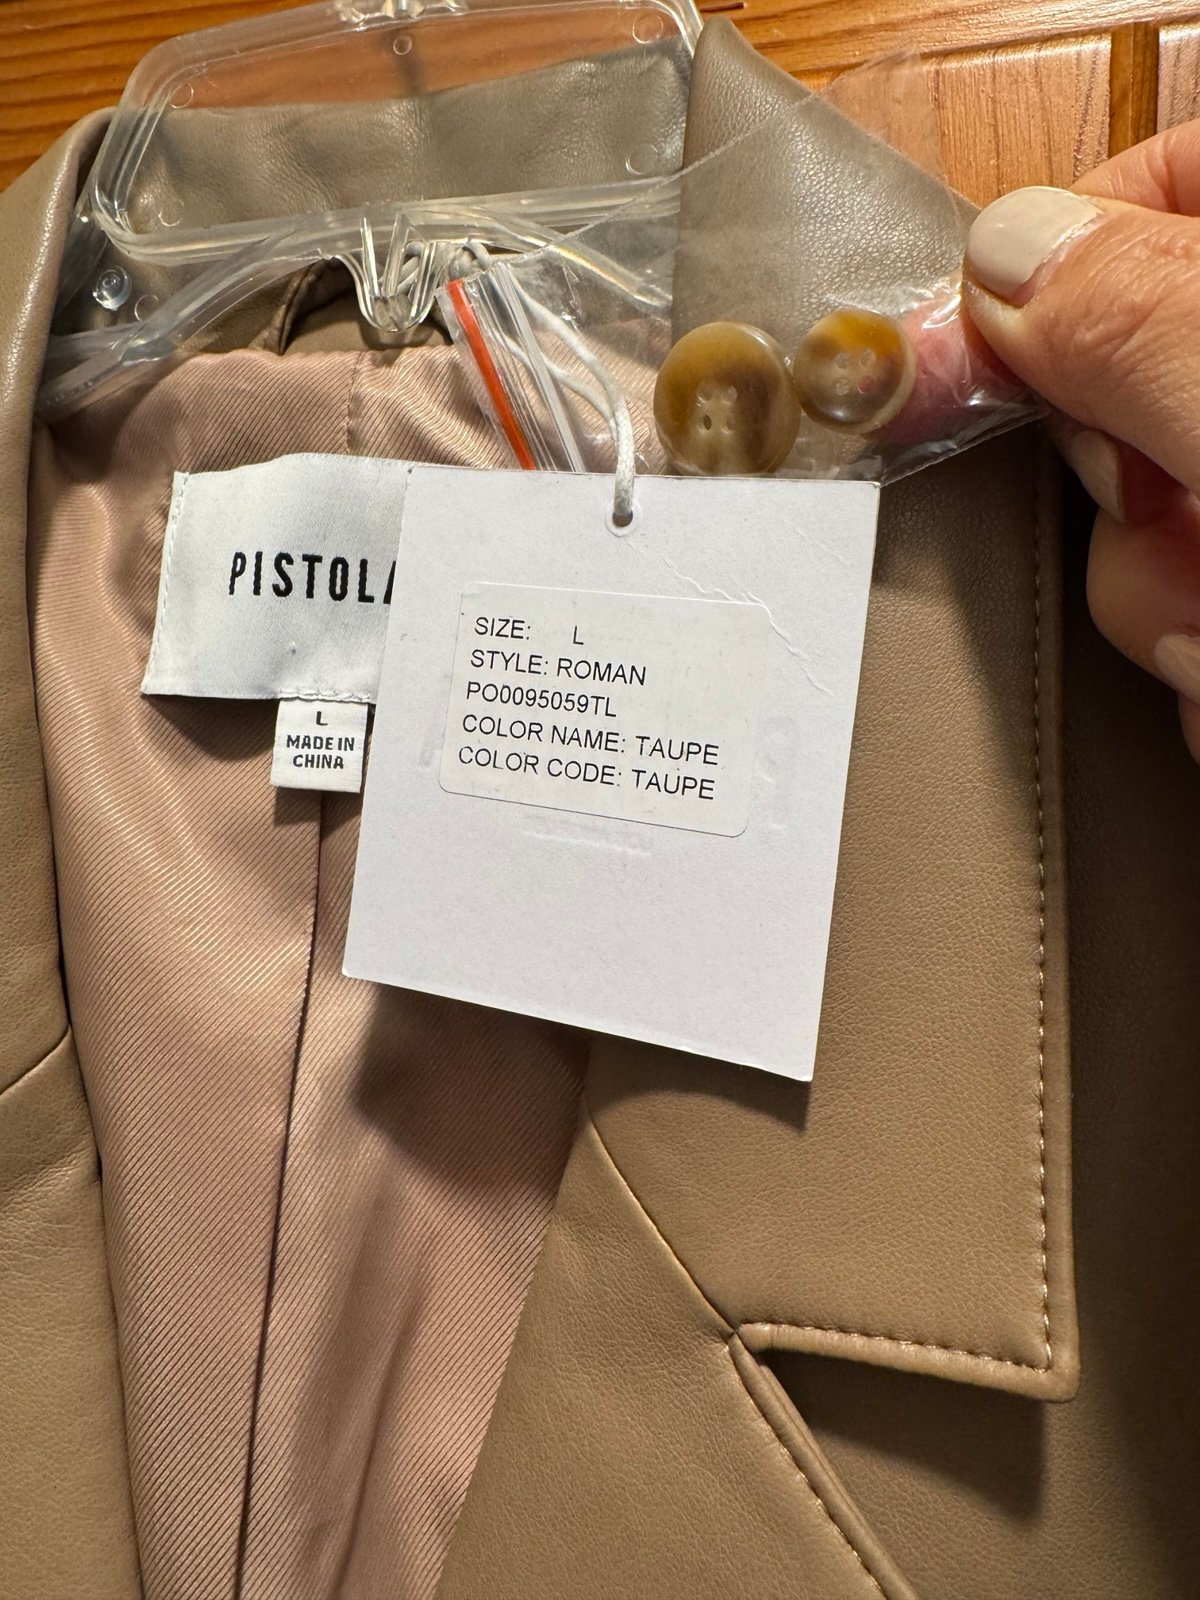 PISTOLA
L
MADE IN
CHINA
SIZE: L
STYLE: ROMAN
PO0095059TL
COLOR NAME: TAUPE
COLOR CODE: TAUPE